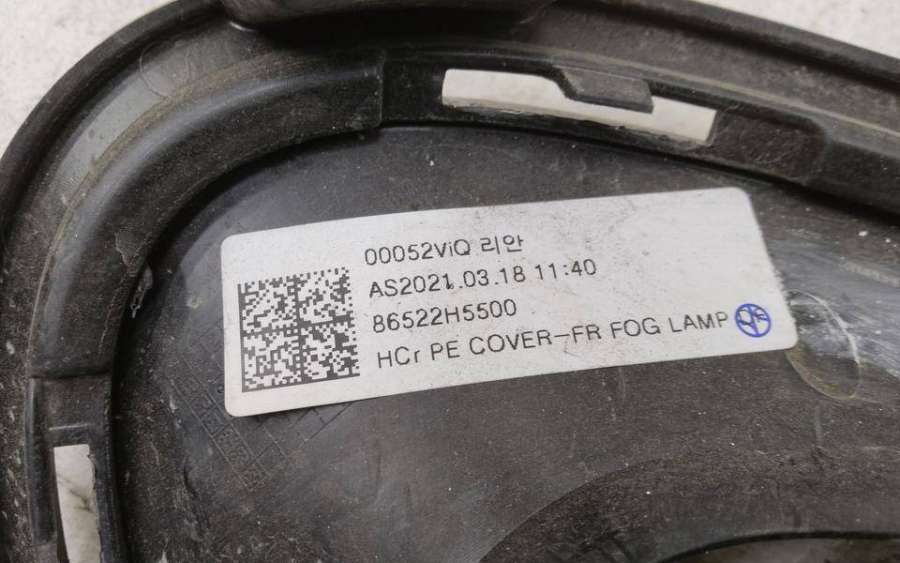 00052ViQ 리안
AS2021.03.18 11:40
86522H5500
HCr PE COVER-FR FOG LAMP